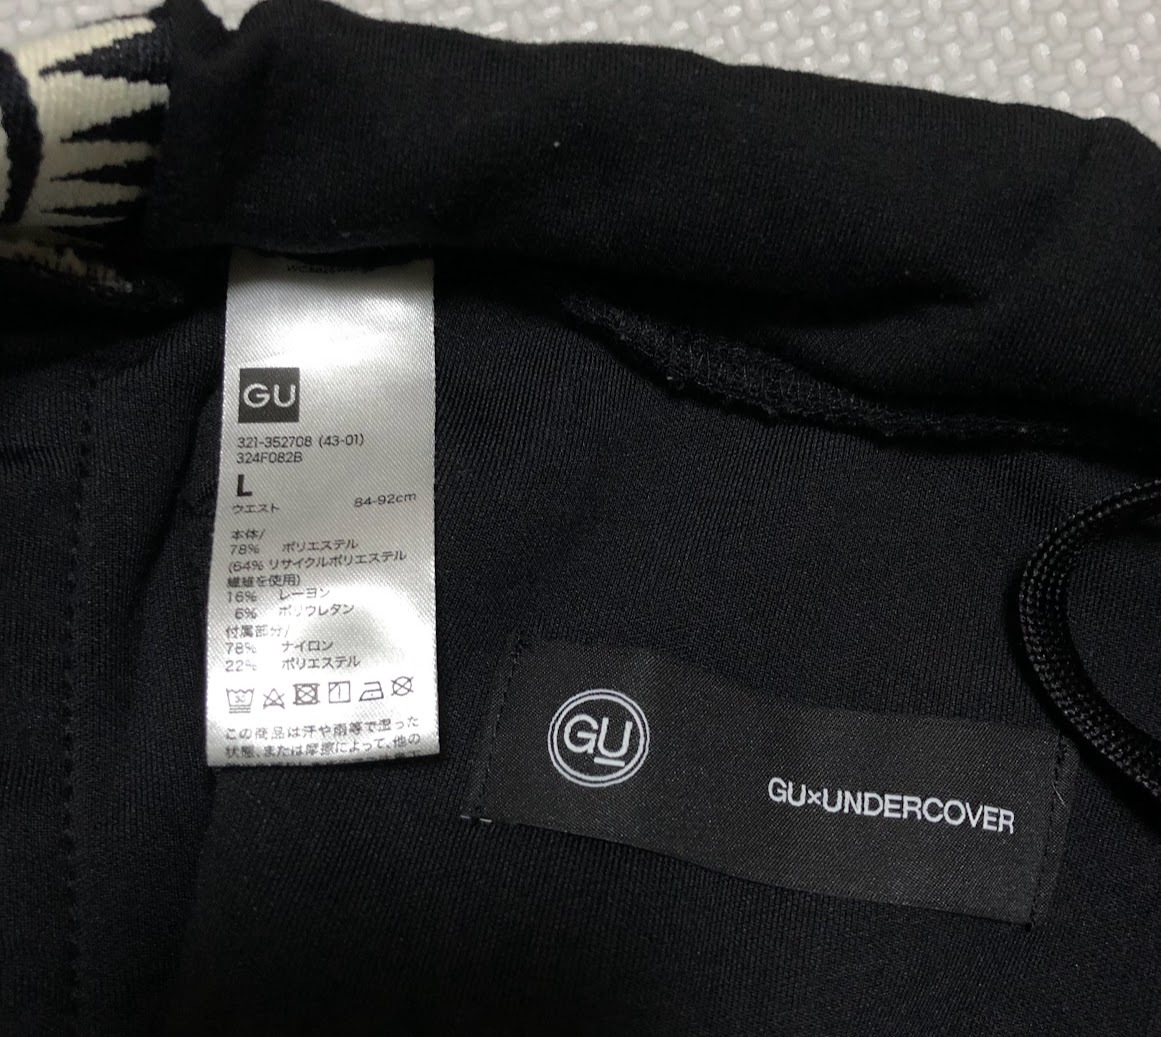 GU
321-352708 (43-01)
324F082B
L
ウエスト 84-92cm
本体/
78% ポリエステル
(64% リサイクルポリエステル
繊維を使用)
16% レーヨン
6% ポリウレタン
付属部分/
78% ナイロン
22% ポリエステル
この商品は汗や雨等で湿った
状態、または摩擦によって、他の
GU
GU×UNDERCOVER